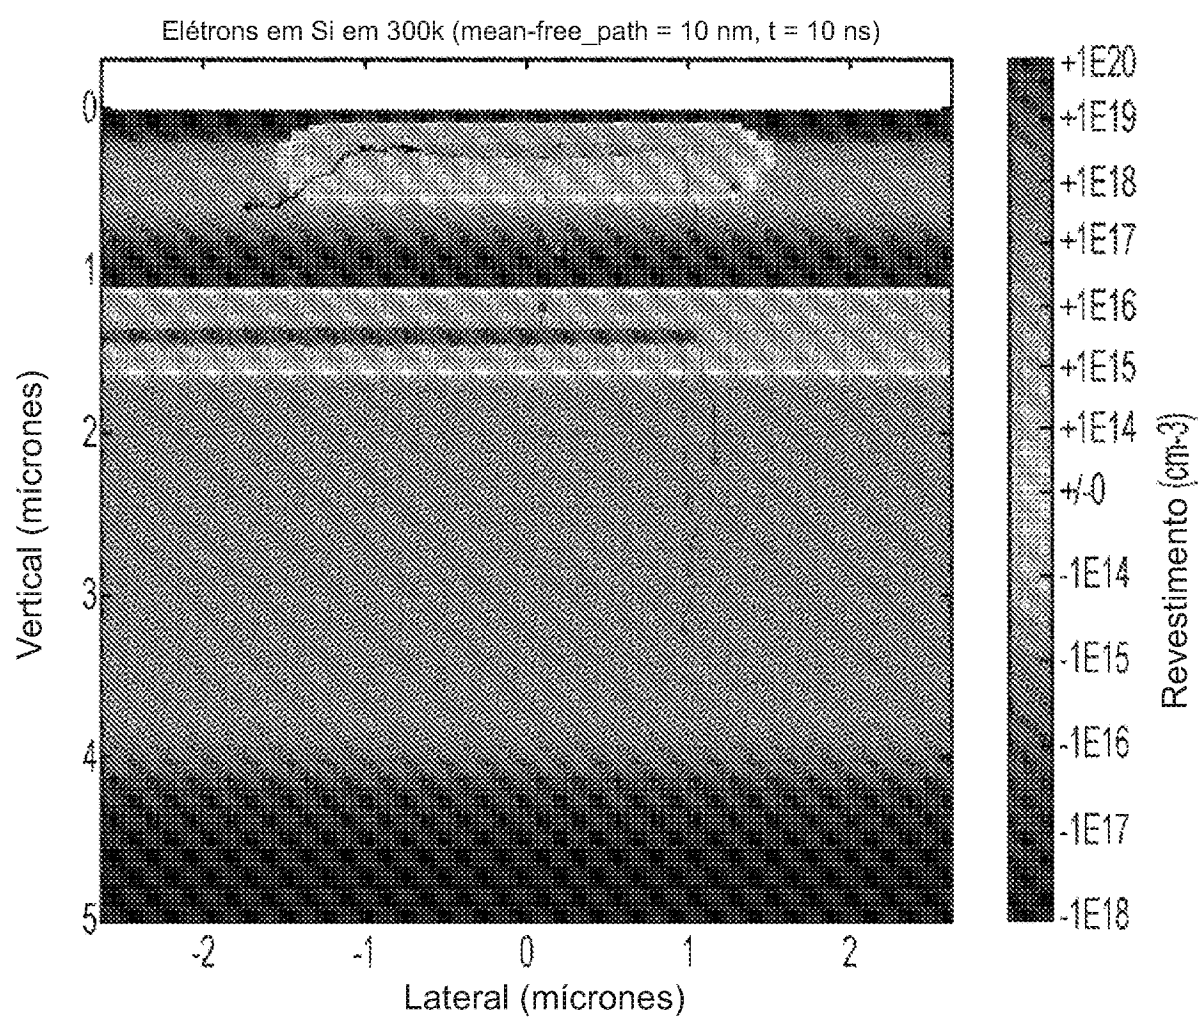 Elétrons em Si em 300k (mean-free_path = 10 nm, t = 10 ns)
0
1
2
3
4
5
Vertical (mícrones)
-2
-1
0
1
2
Lateral (mícrones)
+1E20
+1E19
+1E18
+1E17
+1E16
+1E15
+1E14
+/-0
-1E14
-1E15
-1E16
-1E17
-1E18
Revestimento (cm-3)